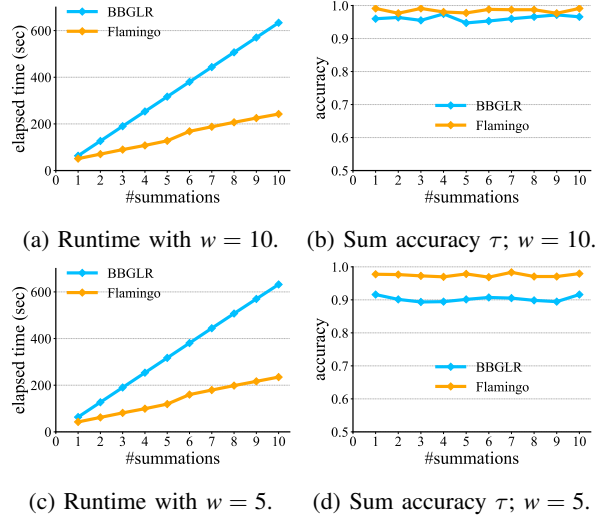 BBGLR
Flamingo
elapsed time (sec)
600
400
200
0
0 1 2 3 4 5 6 7 8 9 10
#summations
(a) Runtime with w = 10.
accuracy
1.0
0.9
0.8
0.7
0.6
0.5
BBGLR
Flamingo
0 1 2 3 4 5 6 7 8 9 10
#summations
(b) Sum accuracy τ; w = 10.
BBGLR
Flamingo
elapsed time (sec)
600
400
200
0
0 1 2 3 4 5 6 7 8 9 10
#summations
(c) Runtime with w = 5.
accuracy
1.0
0.9
0.8
0.7
0.6
0.5
BBGLR
Flamingo
0 1 2 3 4 5 6 7 8 9 10
#summations
(d) Sum accuracy τ; w = 5.